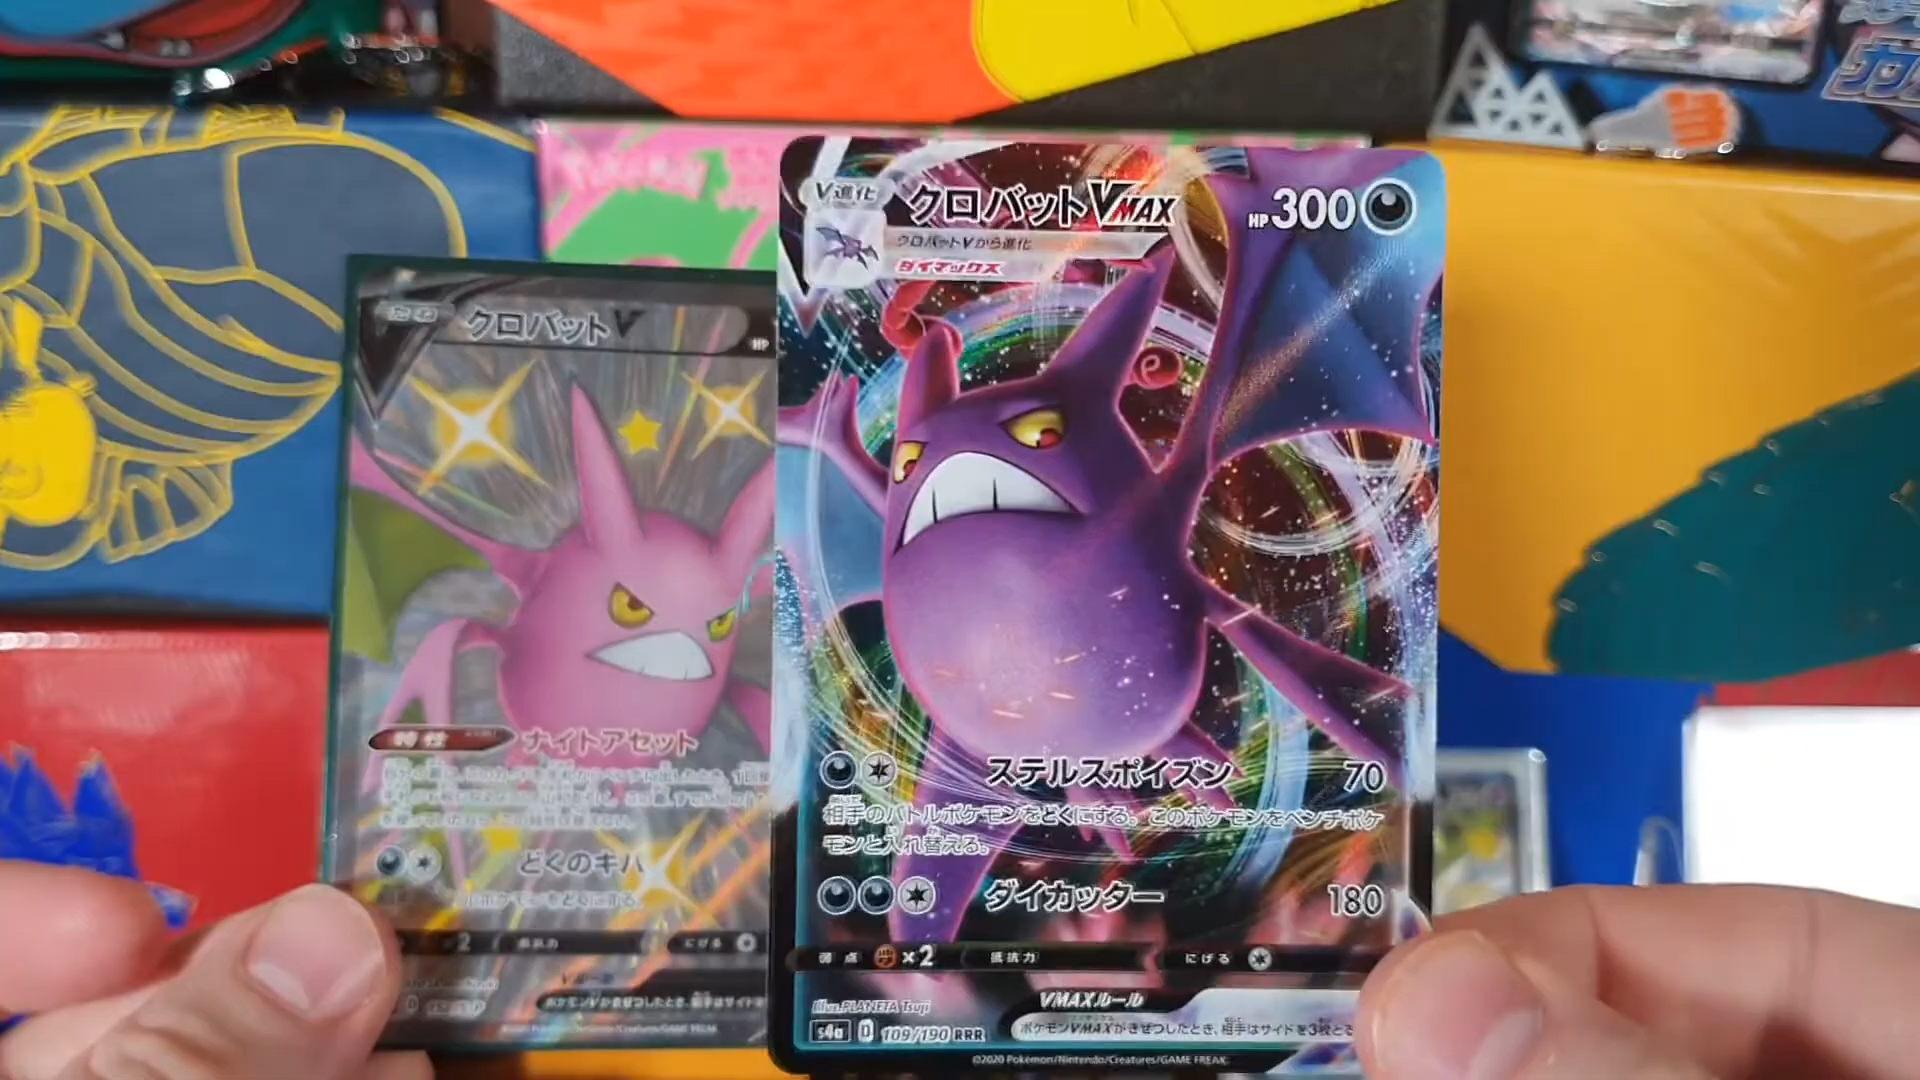 たね
クロバットV
HP
特性
ナイトアセット
どくのキバ
×2
抵抗力
にげる
V進化
クロバットVMAX
HP300
クロバットVから進化
ダイマックス
ステルスポイズン 70
相手のバトルポケモンをどくにする。このポケモンをベンチポケ
モンと入れ替える。
ダイカッター 180
弱点 ×2 抵抗力 にげる
Illus.PLANETA Tsuji
VMAXルール
s4a D 109/190 RRR
ポケモンVMAXがきぜつしたとき、相手はサイドを3枚と
©2020 Pokémon/Nintendo/Creatures/GAME FREAK.